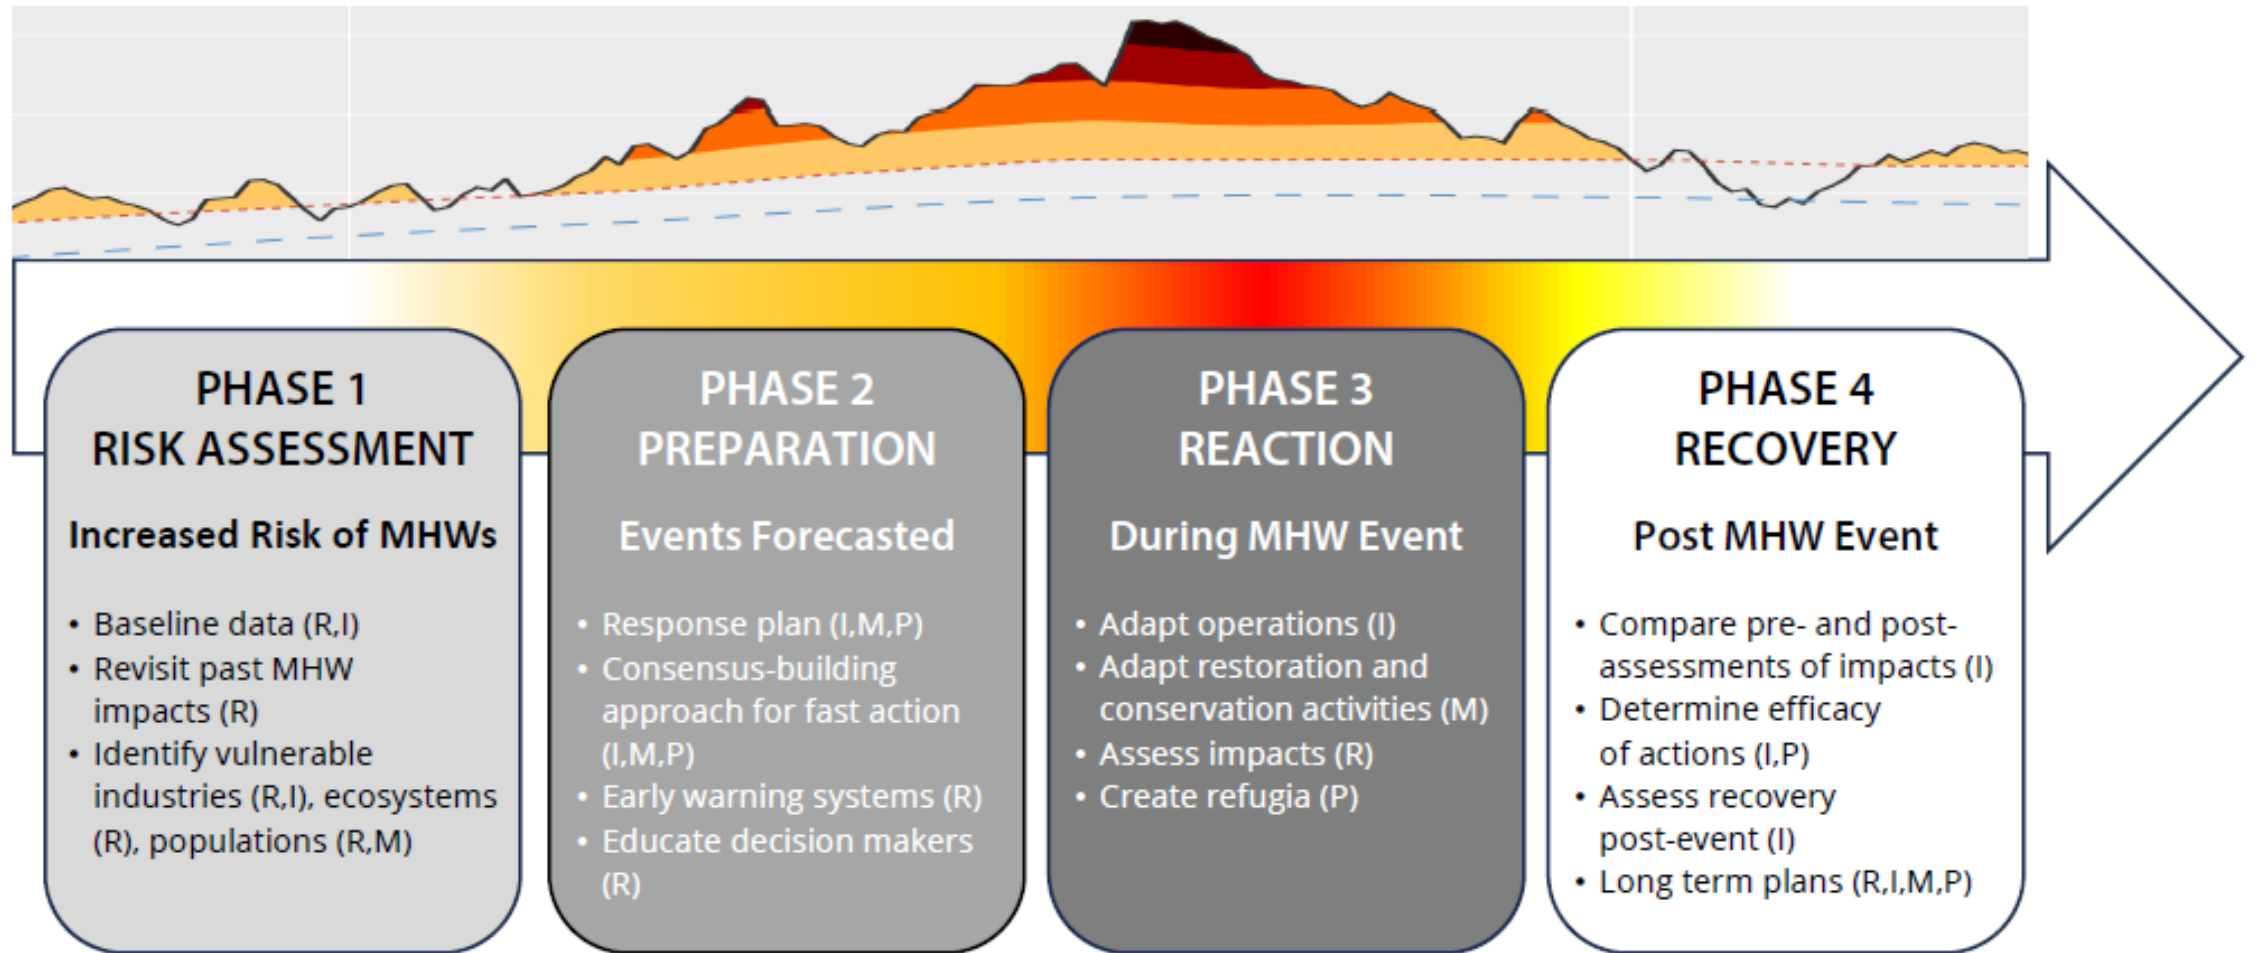 PHASE 1
RISK ASSESSMENT
Increased Risk of MHWs
• Baseline data (R,I)
• Revisit past MHW
impacts (R)
• Identify vulnerable
industries (R,I), ecosystems
(R), populations (R,M)
PHASE 2
PREPARATION
Events Forecasted
• Response plan (I,M,P)
• Consensus-building
approach for fast action
(I,M,P)
• Early warning systems (R)
• Educate decision makers
(R)
PHASE 3
REACTION
During MHW Event
• Adapt operations (I)
• Adapt restoration and
conservation activities (M)
• Assess impacts (R)
• Create refugia (P)
PHASE 4
RECOVERY
Post MHW Event
• Compare pre- and post-
assessments of impacts (I)
• Determine efficacy
of actions (I,P)
• Assess recovery
post-event (I)
• Long term plans (R,I,M,P)